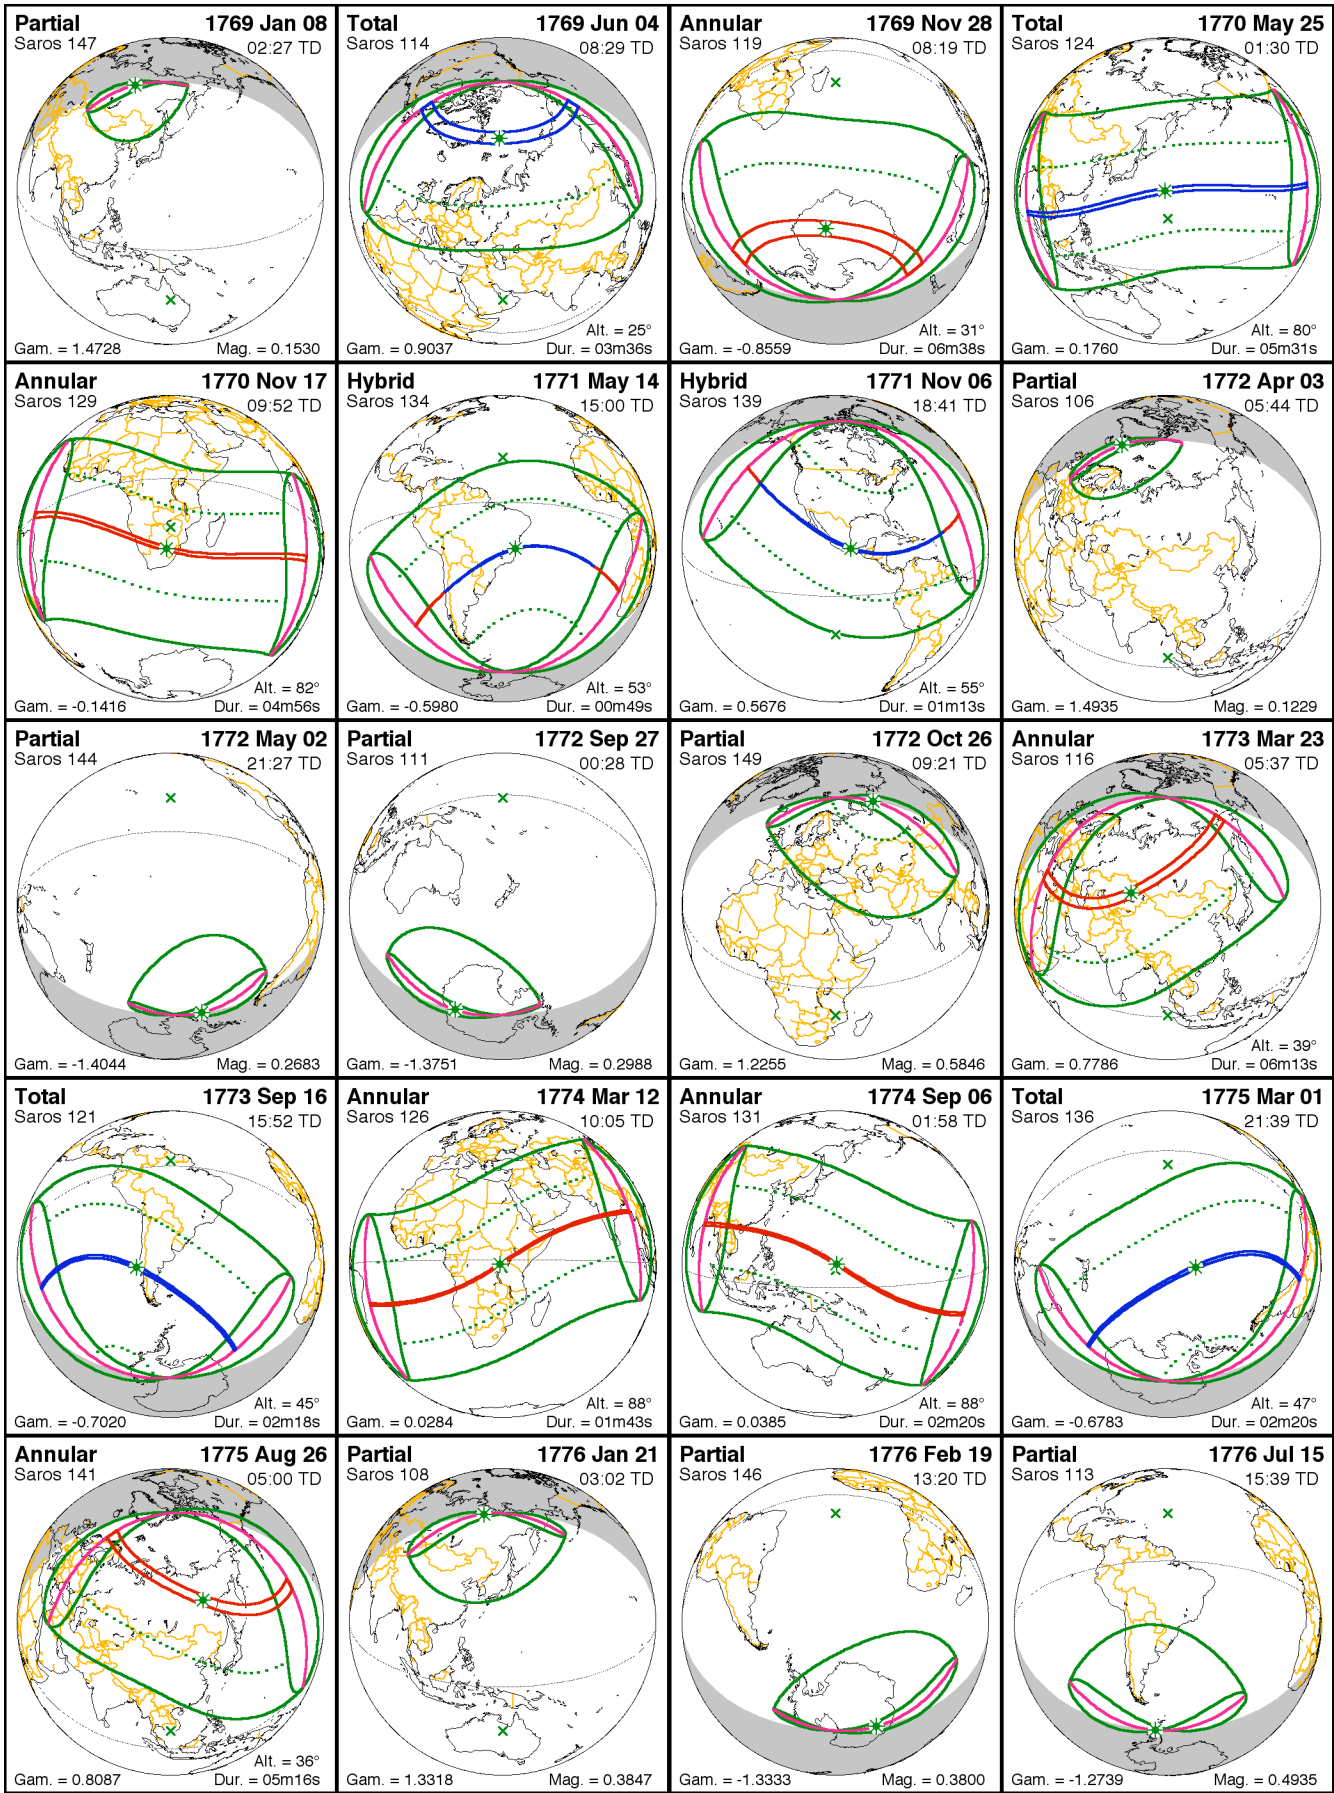 Partial 1769 Jan 08
Saros 147 02:27 TD
Gam. = 1.4728 Mag. = 0.1530
Total 1769 Jun 04
Saros 114 08:29 TD
Alt. = 25°
Gam. = 0.9037 Dur. = 03m36s
Annular 1769 Nov 28
Saros 119 08:19 TD
Alt. = 31°
Gam. = -0.8559 Dur. = 06m38s
Total 1770 May 25
Saros 124 01:30 TD
Alt. = 80°
Gam. = 0.1760 Dur. = 05m31s
Annular 1770 Nov 17
Saros 129 09:52 TD
Alt. = 82°
Gam. = -0.1416 Dur. = 04m56s
Hybrid 1771 May 14
Saros 134 15:00 TD
Alt. = 53°
Gam. = -0.5980 Dur. = 00m49s
Hybrid 1771 Nov 06
Saros 139 18:41 TD
Alt. = 55°
Gam. = 0.5676 Dur. = 01m13s
Partial 1772 Apr 03
Saros 106 05:44 TD
Gam. = 1.4935 Mag. = 0.1229
Partial 1772 May 02
Saros 144 21:27 TD
Gam. = -1.4044 Mag. = 0.2683
Partial 1772 Sep 27
Saros 111 00:28 TD
Gam. = -1.3751 Mag. = 0.2988
Partial 1772 Oct 26
Saros 149 09:21 TD
Gam. = 1.2255 Mag. = 0.5846
Annular 1773 Mar 23
Saros 116 05:37 TD
Alt. = 39°
Gam. = 0.7786 Dur. = 06m13s
Total 1773 Sep 16
Saros 121 15:52 TD
Alt. = 45°
Gam. = -0.7020 Dur. = 02m18s
Annular 1774 Mar 12
Saros 126 10:05 TD
Alt. = 88°
Gam. = 0.0284 Dur. = 01m43s
Annular 1774 Sep 06
Saros 131 01:58 TD
Alt. = 88°
Gam. = 0.0385 Dur. = 02m20s
Total 1775 Mar 01
Saros 136 21:39 TD
Alt. = 47°
Gam. = -0.6783 Dur. = 02m20s
Annular 1775 Aug 26
Saros 141 05:00 TD
Alt. = 36°
Gam. = 0.8087 Dur. = 05m16s
Partial 1776 Jan 21
Saros 108 03:02 TD
Gam. = 1.3318 Mag. = 0.3847
Partial 1776 Feb 19
Saros 146 13:20 TD
Gam. = -1.3333 Mag. = 0.3800
Partial 1776 Jul 15
Saros 113 15:39 TD
Gam. = -1.2739 Mag. = 0.4935